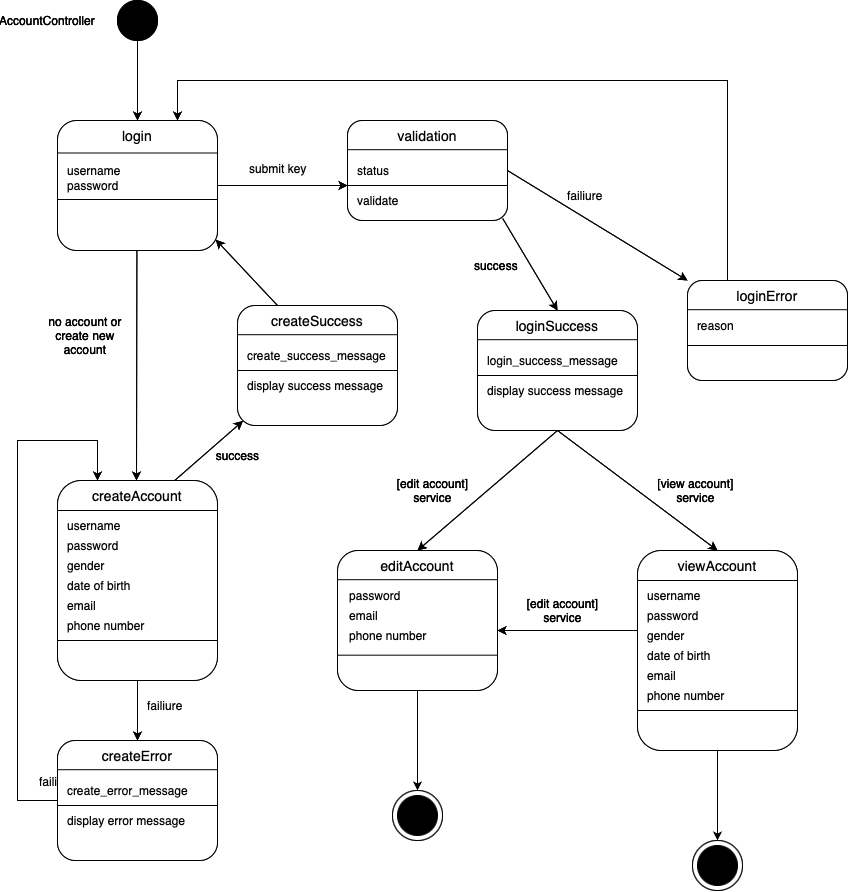 AccountController
login
username
password
submit key
validation
status
validate
failiure
success
loginError
reason
no account or
create new
account
createSuccess
create_success_message
display success message
loginSuccess
login_success_message
display success message
success
createAccount
username
password
gender
date of birth
email
phone number
[edit account]
service
[view account]
service
editAccount
password
email
phone number
[edit account]
service
viewAccount
username
password
gender
date of birth
email
phone number
failiure
createError
create_error_message
display error message
faili